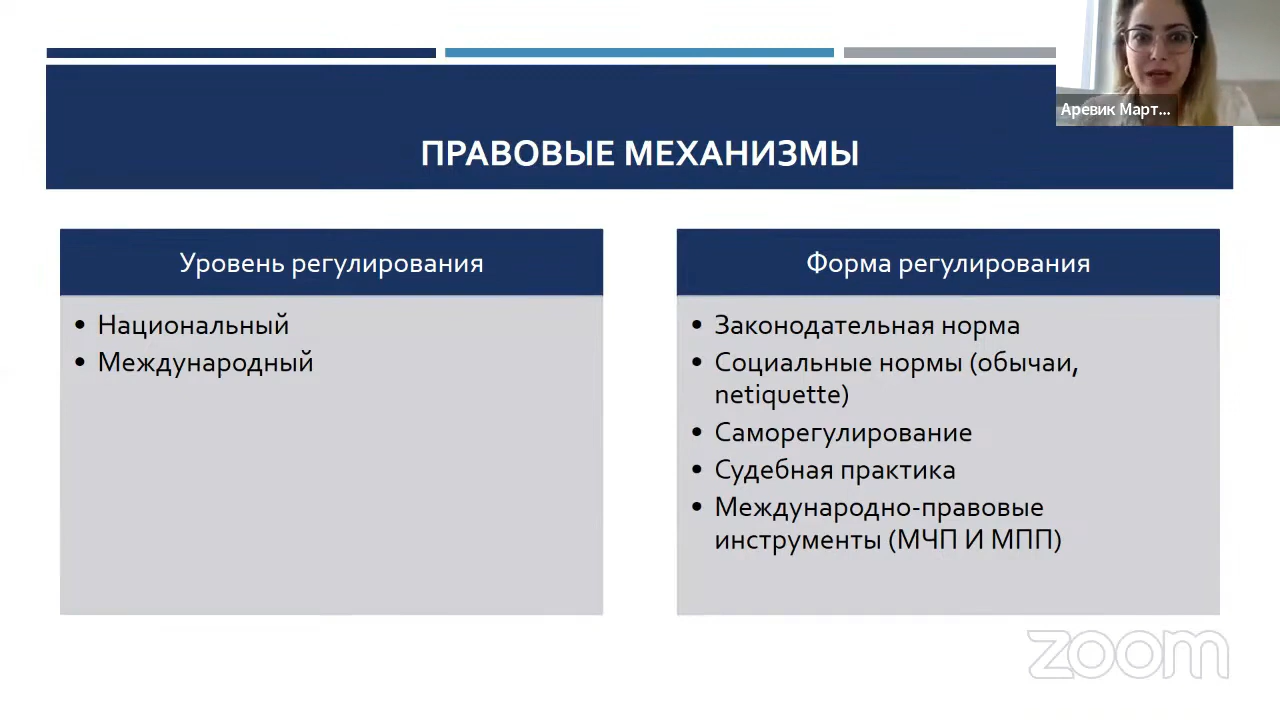 Аревик Март...
ПРАВОВЫЕ МЕХАНИЗМЫ
Уровень регулирования
• Национальный
• Международный
Форма регулирования
• Законодательная норма
• Социальные нормы (обычаи,
netiquette)
• Саморегулирование
• Судебная практика
• Международно-правовые
инструменты (МЧП И МПП)
zoom